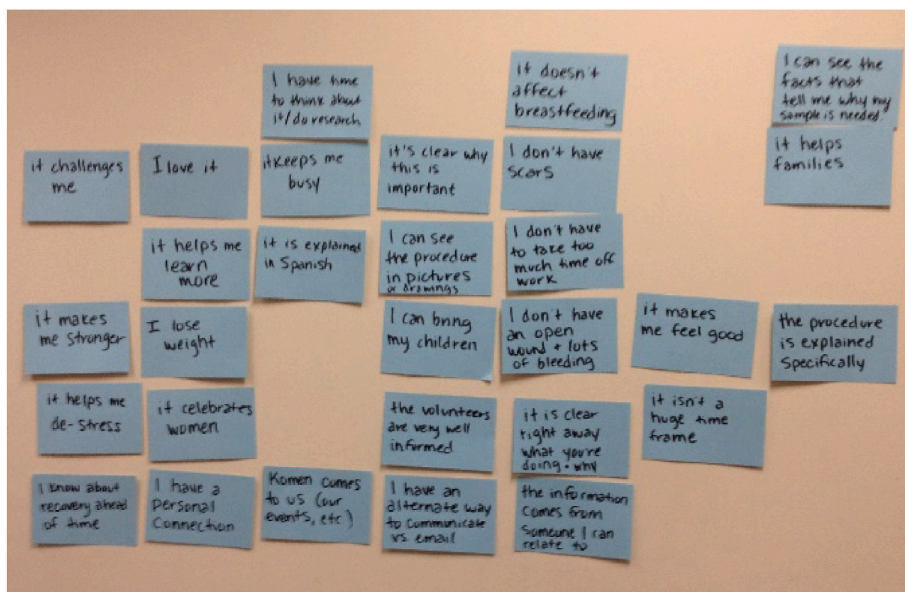 I have time
to think about
it/do research
it doesn't
affect
breastfeeding
I can see the
facts that
tell me why my
sample is needed.
it challenges
me
I love it
it keeps me
busy
it's clear why
this is
important
I don't have
scars
it helps
families
it helps me
learn
more
it is explained
in Spanish
I can see
the procedure
in pictures
or drawings
I don't have
to take too
much time off
work
it makes
me stronger
I lose
weight
I can bring
my children
I don't have
an open
wound + lots
of bleeding
it makes
me feel good
the procedure
is explained
specifically
it helps me
de-stress
it celebrates
women
the volunteers
are very well
informed
it is clear
right away
what you're
doing + why
it isn't a
huge time
frame
I know about
recovery ahead
of time
I have a
Personal
Connection
Komen comes
to us (our
events, etc)
I have an
alternate way
to communicate
vs. email
the information
comes from
someone I can
relate to